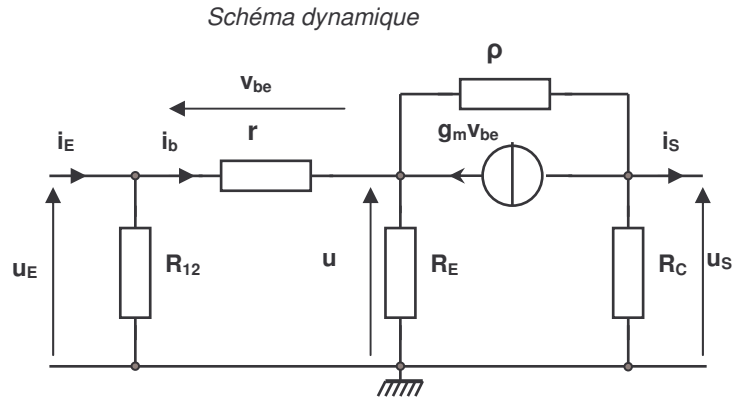 Schéma dynamique
ρ
v_be
r
g_m v_be
i_E
i_b
i_S
u_E
R_12
u
R_E
R_C
u_S